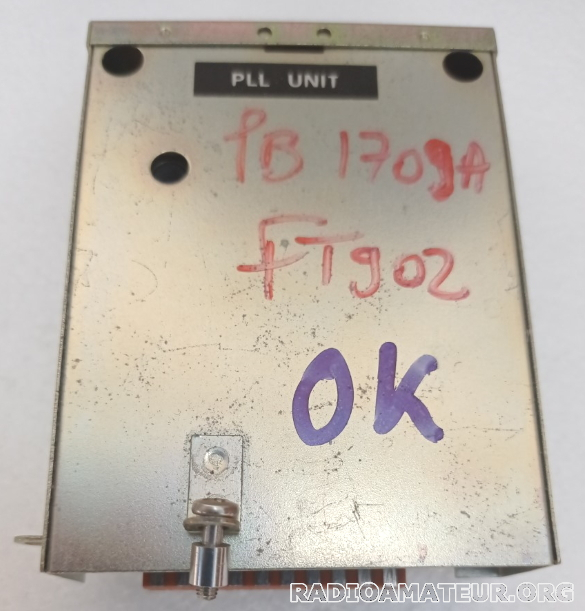 PLL UNIT
PB 1709A
FT902
OK
RADIOAMATEUR.ORG